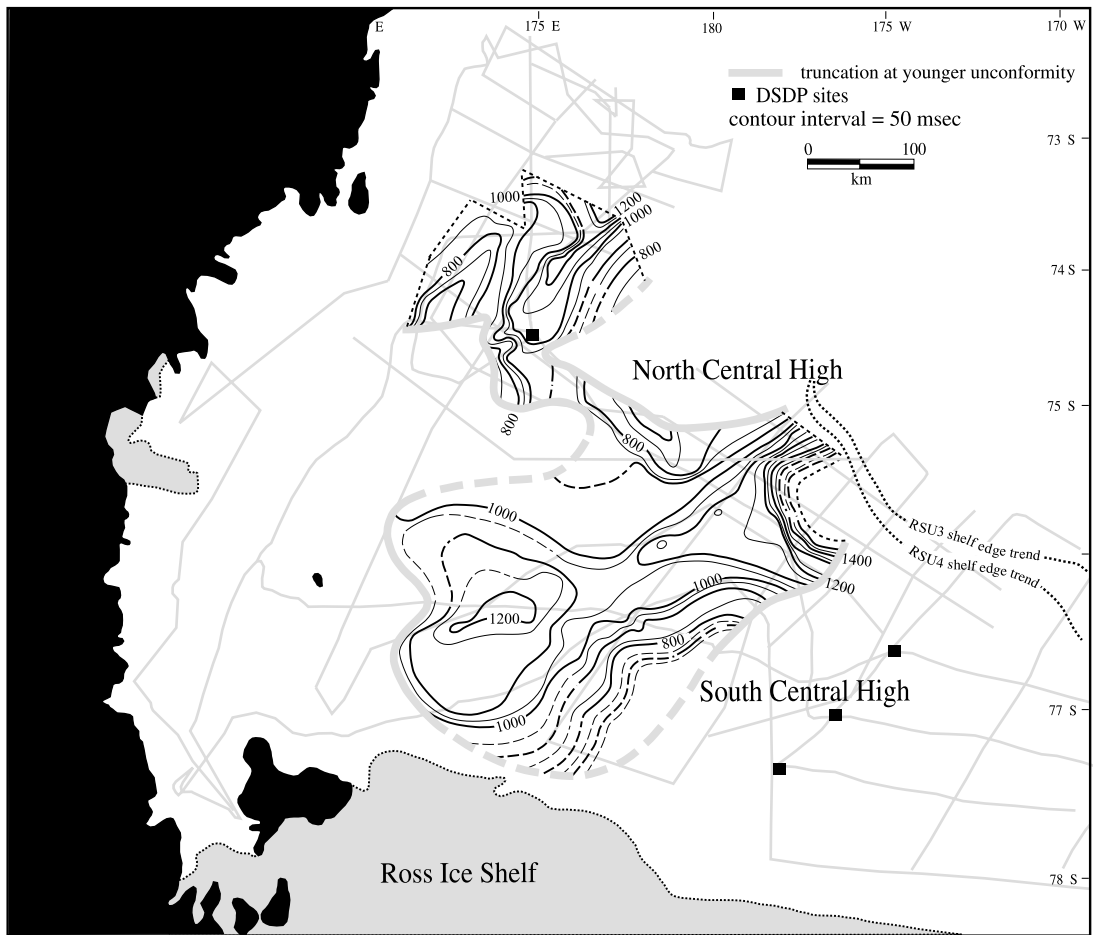 E
175 E
180
175 W
170 W
truncation at younger unconformity
DSDP sites
contour interval = 50 msec
0
100
km
73 S
1000
1200
1000
800
800
74 S
North Central High
75 S
800
800
1000
RSU3 shelf edge trend
RSU4 shelf edge trend
1400
1200
1000
1200
800
South Central High
1000
77 S
Ross Ice Shelf
78 S